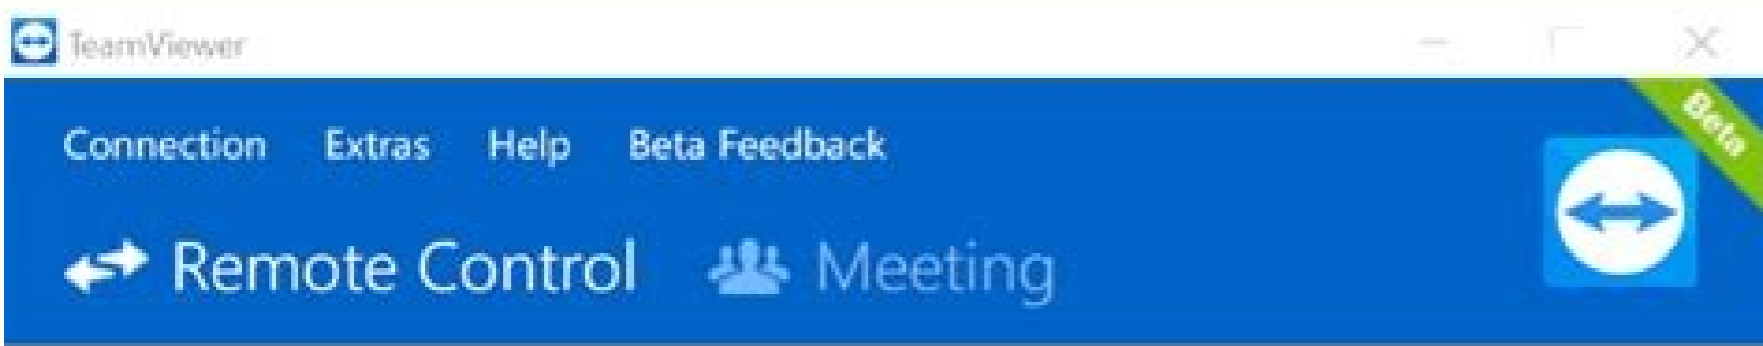 TeamViewer
Beta
Connection Extras Help Beta Feedback
Remote Control Meeting